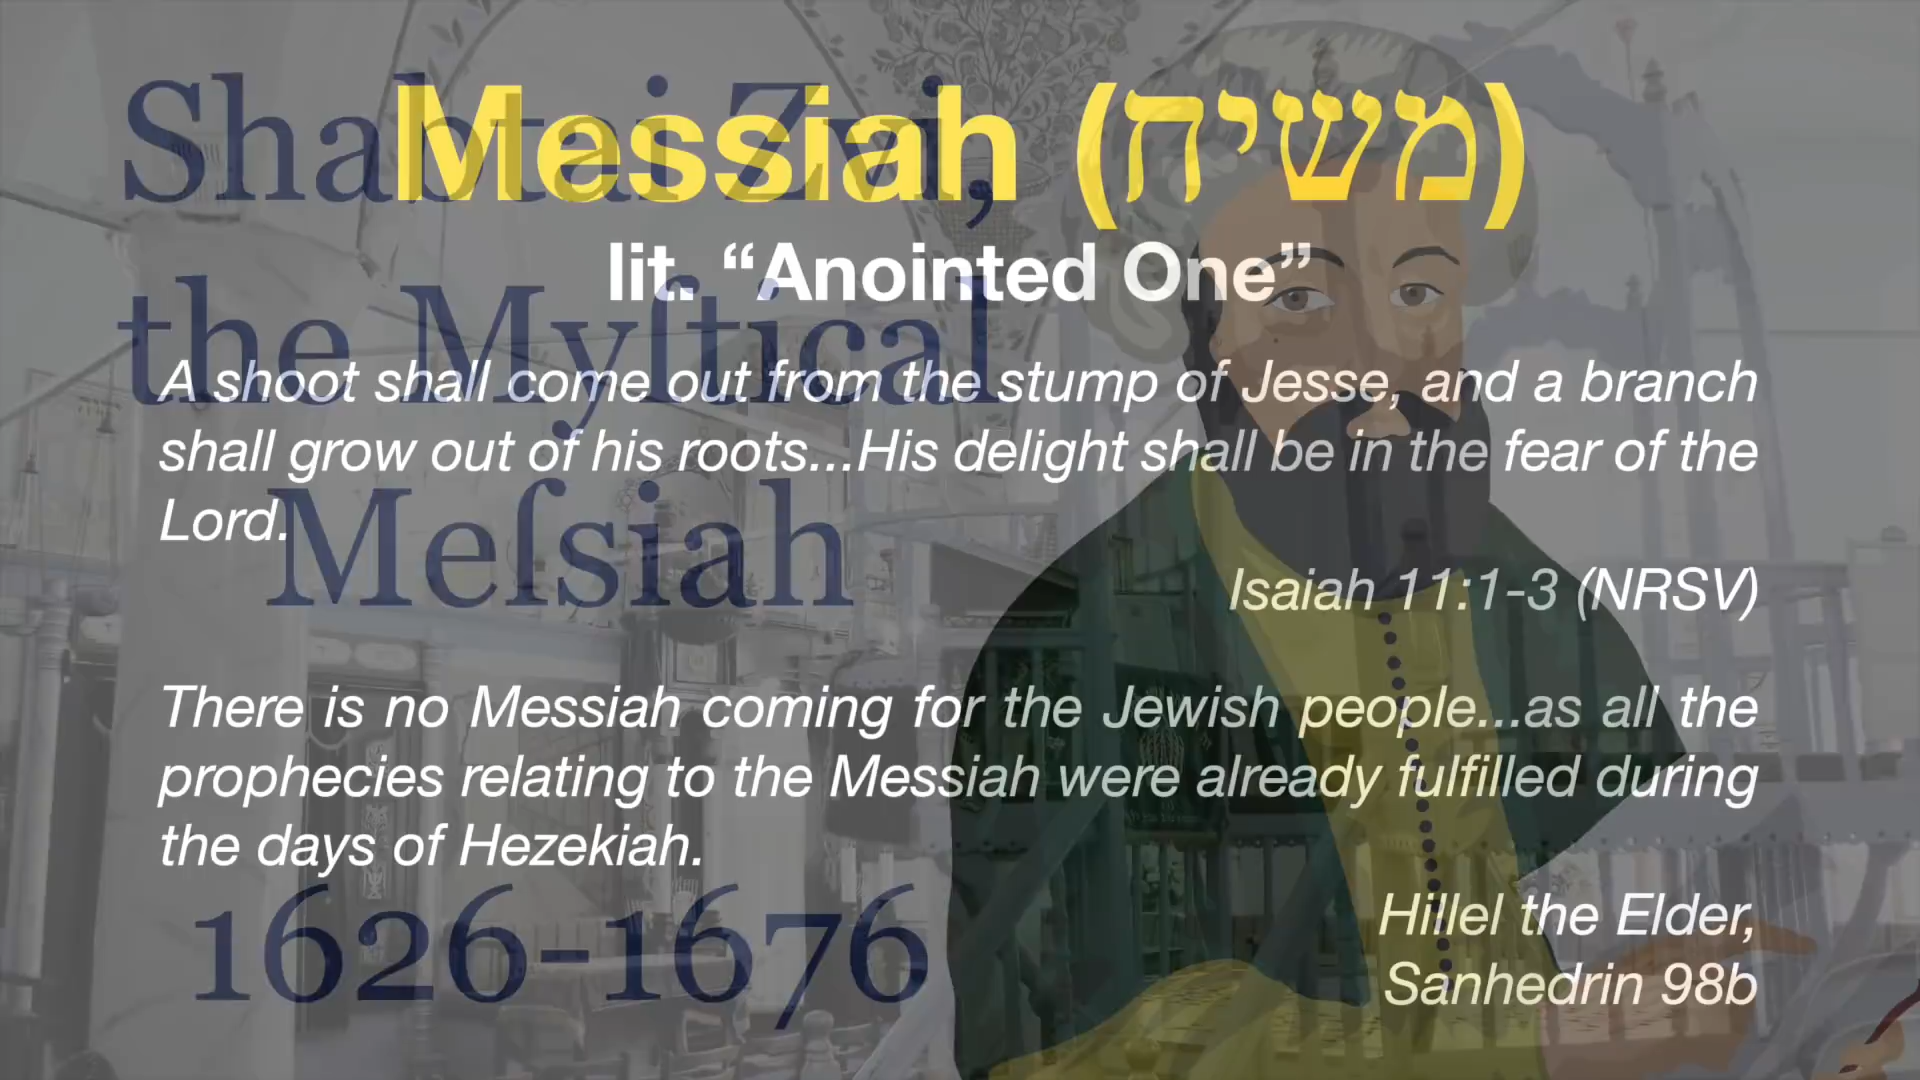 Messiah (משיח)
lit. “Anointed One”
A shoot shall come out from the stump of Jesse, and a branch
shall grow out of his roots...His delight shall be in the fear of the
Lord.
Isaiah 11:1-3 (NRSV)
There is no Messiah coming for the Jewish people...as all the
prophecies relating to the Messiah were already fulfilled during
the days of Hezekiah.
Hillel the Elder,
Sanhedrin 98b
Shabtai Zvi,
the Myſtical
Meſsiah
1626-1676